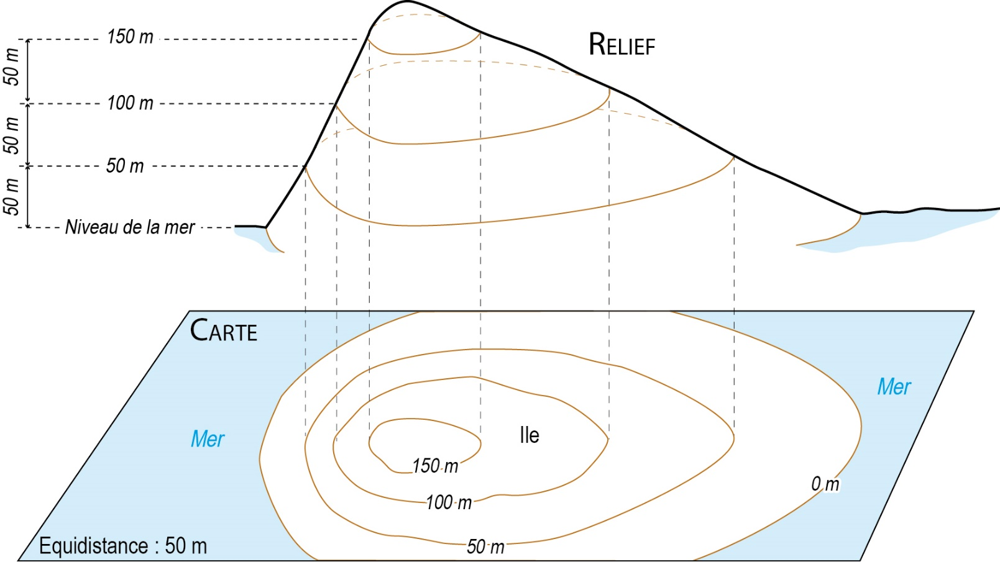 RELIEF
150 m
50 m
100 m
50 m
50 m
50 m
Niveau de la mer
CARTE
Mer
Mer
Ile
150 m
100 m
0 m
50 m
Equidistance : 50 m